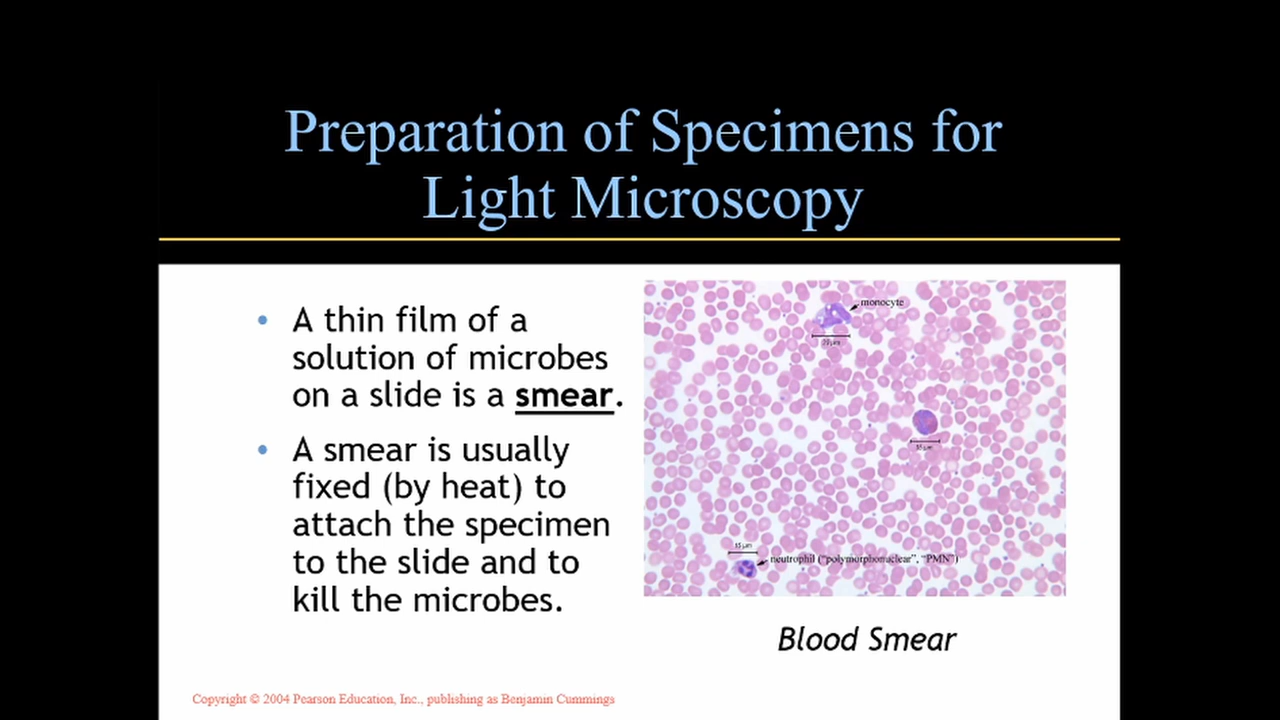 Preparation of Specimens for
Light Microscopy
• A thin film of a
solution of microbes
on a slide is a smear.
• A smear is usually
fixed (by heat) to
attach the specimen
to the slide and to
kill the microbes.
monocyte
neutrophil ("polymorphonuclear", "PMN")
15 µm
Blood Smear
Copyright © 2004 Pearson Education, Inc., publishing as Benjamin Cummings